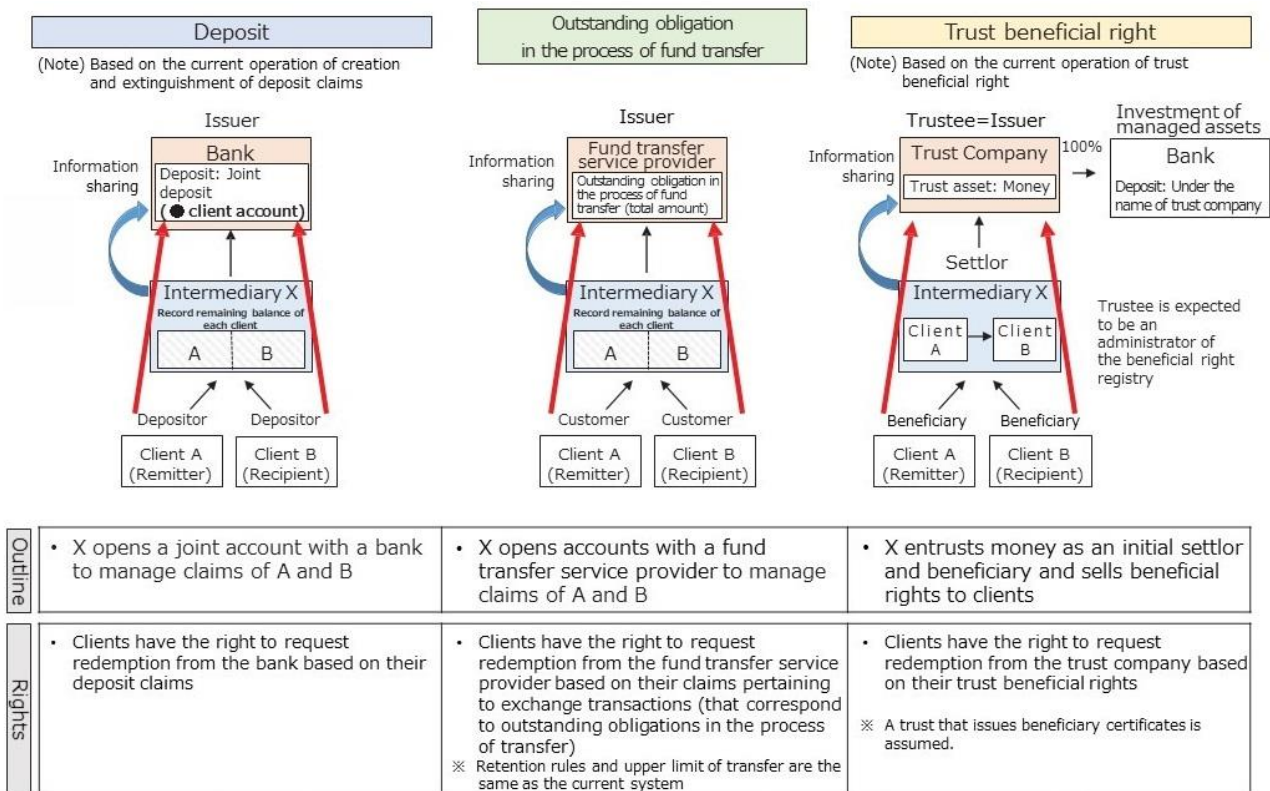 Deposit
(Note) Based on the current operation of creation
and extinguishment of deposit claims
Issuer
Bank
Information
sharing
Deposit: Joint
deposit
(● client account)
Intermediary X
Record remaining balance of
each client
A
B
Depositor
Depositor
Client A
(Remitter)
Client B
(Recipient)
Outstanding obligation
in the process of fund transfer
Issuer
Fund transfer
service provider
Information
sharing
Outstanding obligation in
the process of fund
transfer (total amount)
Intermediary X
Record remaining balance of
each client
A
B
Customer
Customer
Client A
(Remitter)
Client B
(Recipient)
Trust beneficial right
(Note) Based on the current operation of trust
beneficial right
Trustee=Issuer
Trust Company
Information
sharing
Trust asset: Money
100%
Investment of
managed assets
Bank
Deposit: Under the
name of trust company
Settlor
Intermediary X
Client
A
Client
B
Trustee is expected
to be an
administrator of
the beneficial right
registry
Beneficiary
Beneficiary
Client A
(Remitter)
Client B
(Recipient)
Outline
• X opens a joint account with a bank
to manage claims of A and B
• X opens accounts with a fund
transfer service provider to manage
claims of A and B
• X entrusts money as an initial settlor
and beneficiary and sells beneficial
rights to clients
Rights
• Clients have the right to request
redemption from the bank based on their
deposit claims
• Clients have the right to request
redemption from the fund transfer service
provider based on their claims pertaining
to exchange transactions (that correspond
to outstanding obligations in the process
of transfer)
※ Retention rules and upper limit of transfer are the
same as the current system
• Clients have the right to request
redemption from the trust company based
on their trust beneficial rights
※ A trust that issues beneficiary certificates is
assumed.